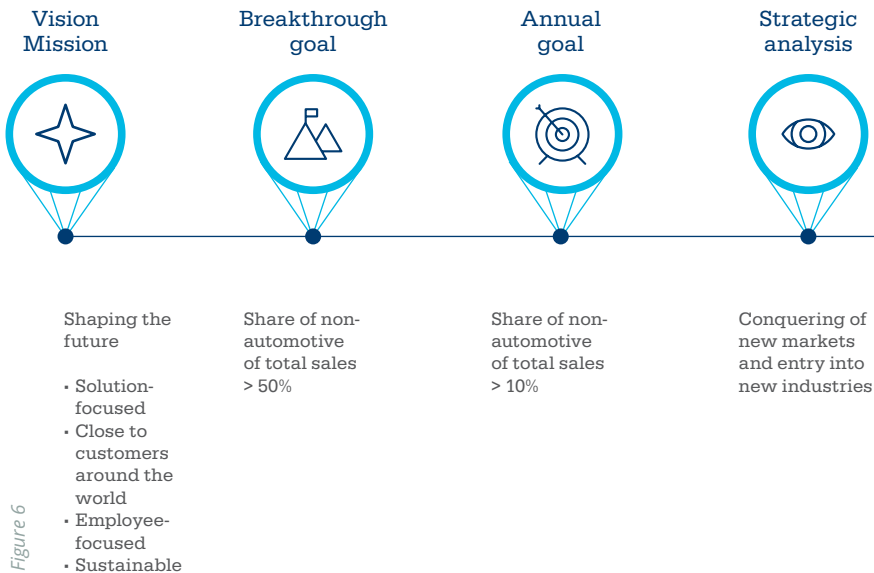 Vision
Mission
Breakthrough
goal
Annual
goal
Strategic
analysis
Shaping the
future
• Solution-
focused
• Close to
customers
around the
world
• Employee-
focused
• Sustainable
Share of non-
automotive
of total sales
> 50%
Share of non-
automotive
of total sales
> 10%
Conquering of
new markets
and entry into
new industries
Figure 6